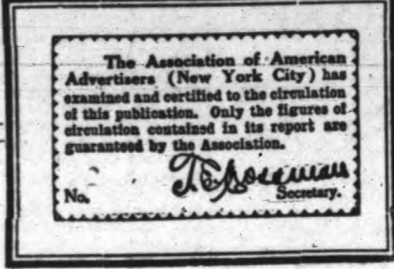 The Association of American
Advertisers (New York City) has
examined and certified to the circulation
of this publication. Only the figures of
circulation contained in its report are
guaranteed by the Association.
No.
Secretary.